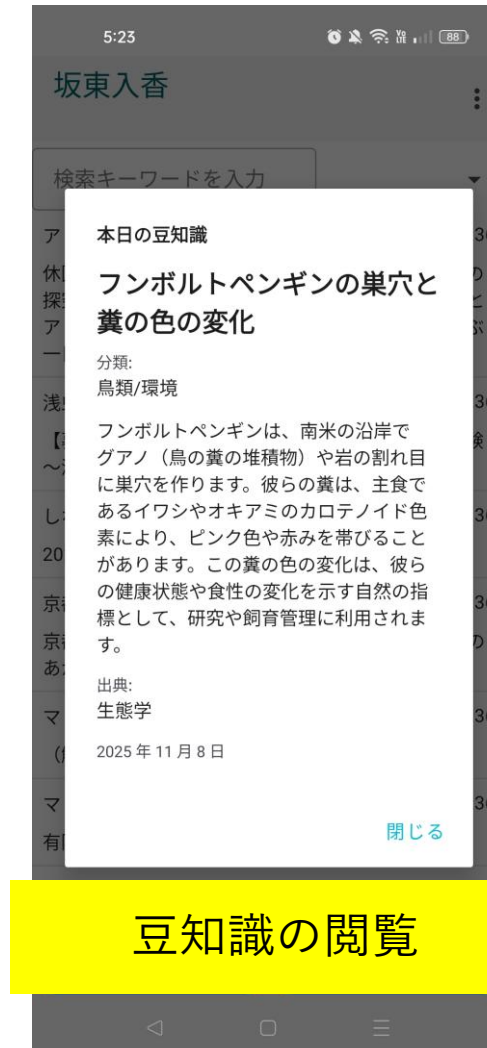 5:23
88
坂東入香
検索キーワードを入力
本日の豆知識
フンボルトペンギンの巣穴と
糞の色の変化
分類:
鳥類/環境
フンボルトペンギンは、南米の沿岸で
グアノ（鳥の糞の堆積物）や岩の割れ目
に巣穴を作ります。彼らの糞は、主食で
あるイワシやオキアミのカロテノイド色
素により、ピンク色や赤みを帯びること
があります。この糞の色の変化は、彼ら
の健康状態や食性の変化を示す自然の指
標として、研究や飼育管理に利用されま
す。
出典:
生態学
2025 年 11 月 8 日
閉じる
豆知識の閲覧